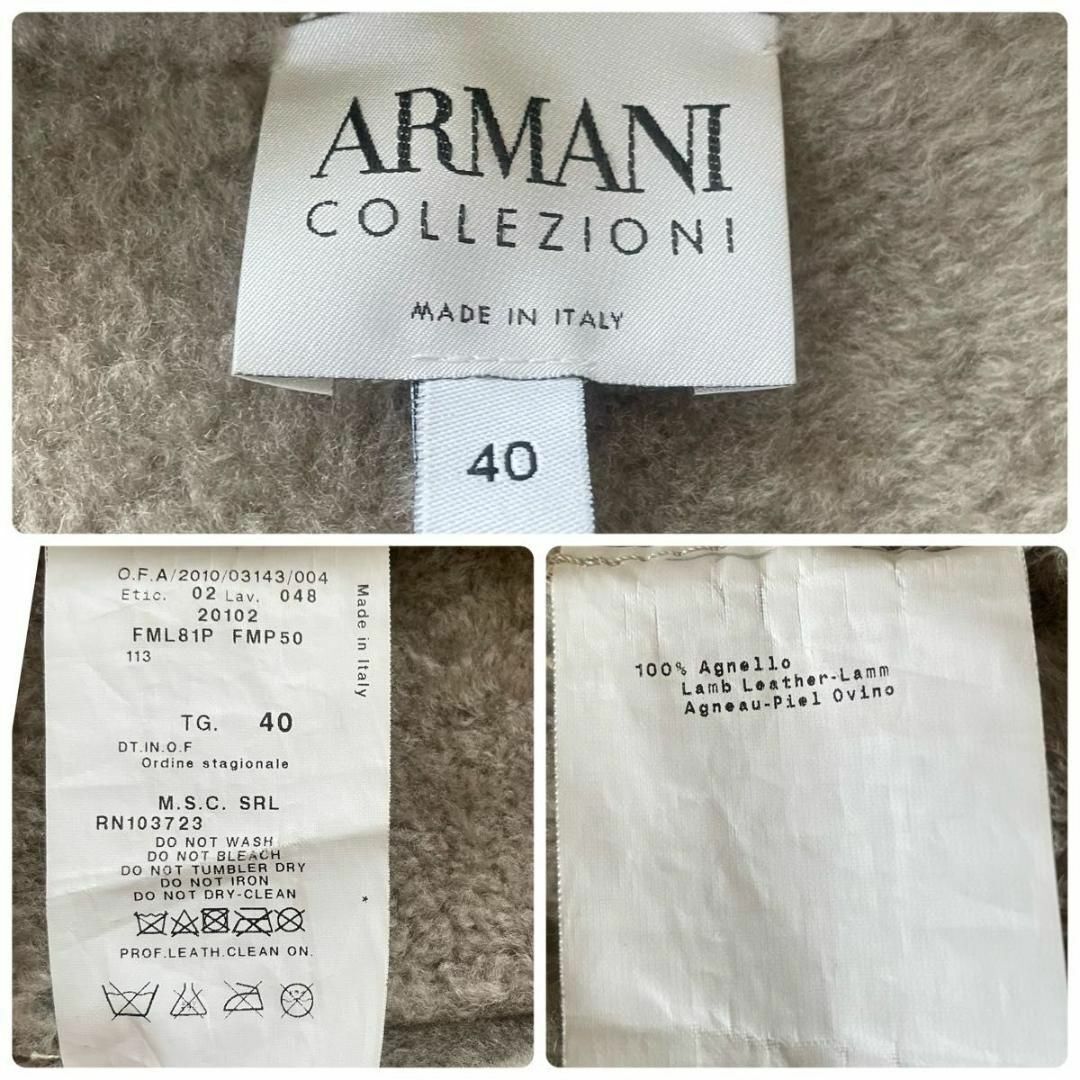 ARMANI
COLLEZIONI
MADE IN ITALY
40
O.F.A/2010/03143/004
Etic. 02 Lav. 048
20102
FML81P FMP50
113
Made in Italy
TG. 40
DT.IN.O.F
Ordine stagionale
M.S.C. SRL
RN103723
DO NOT WASH
DO NOT BLEACH
DO NOT TUMBLER DRY
DO NOT IRON
DO NOT DRY-CLEAN
*
PROF.LEATH.CLEAN ON.
100% Agnello
Lamb Leather-Lamm
Agneau-Piel Ovino